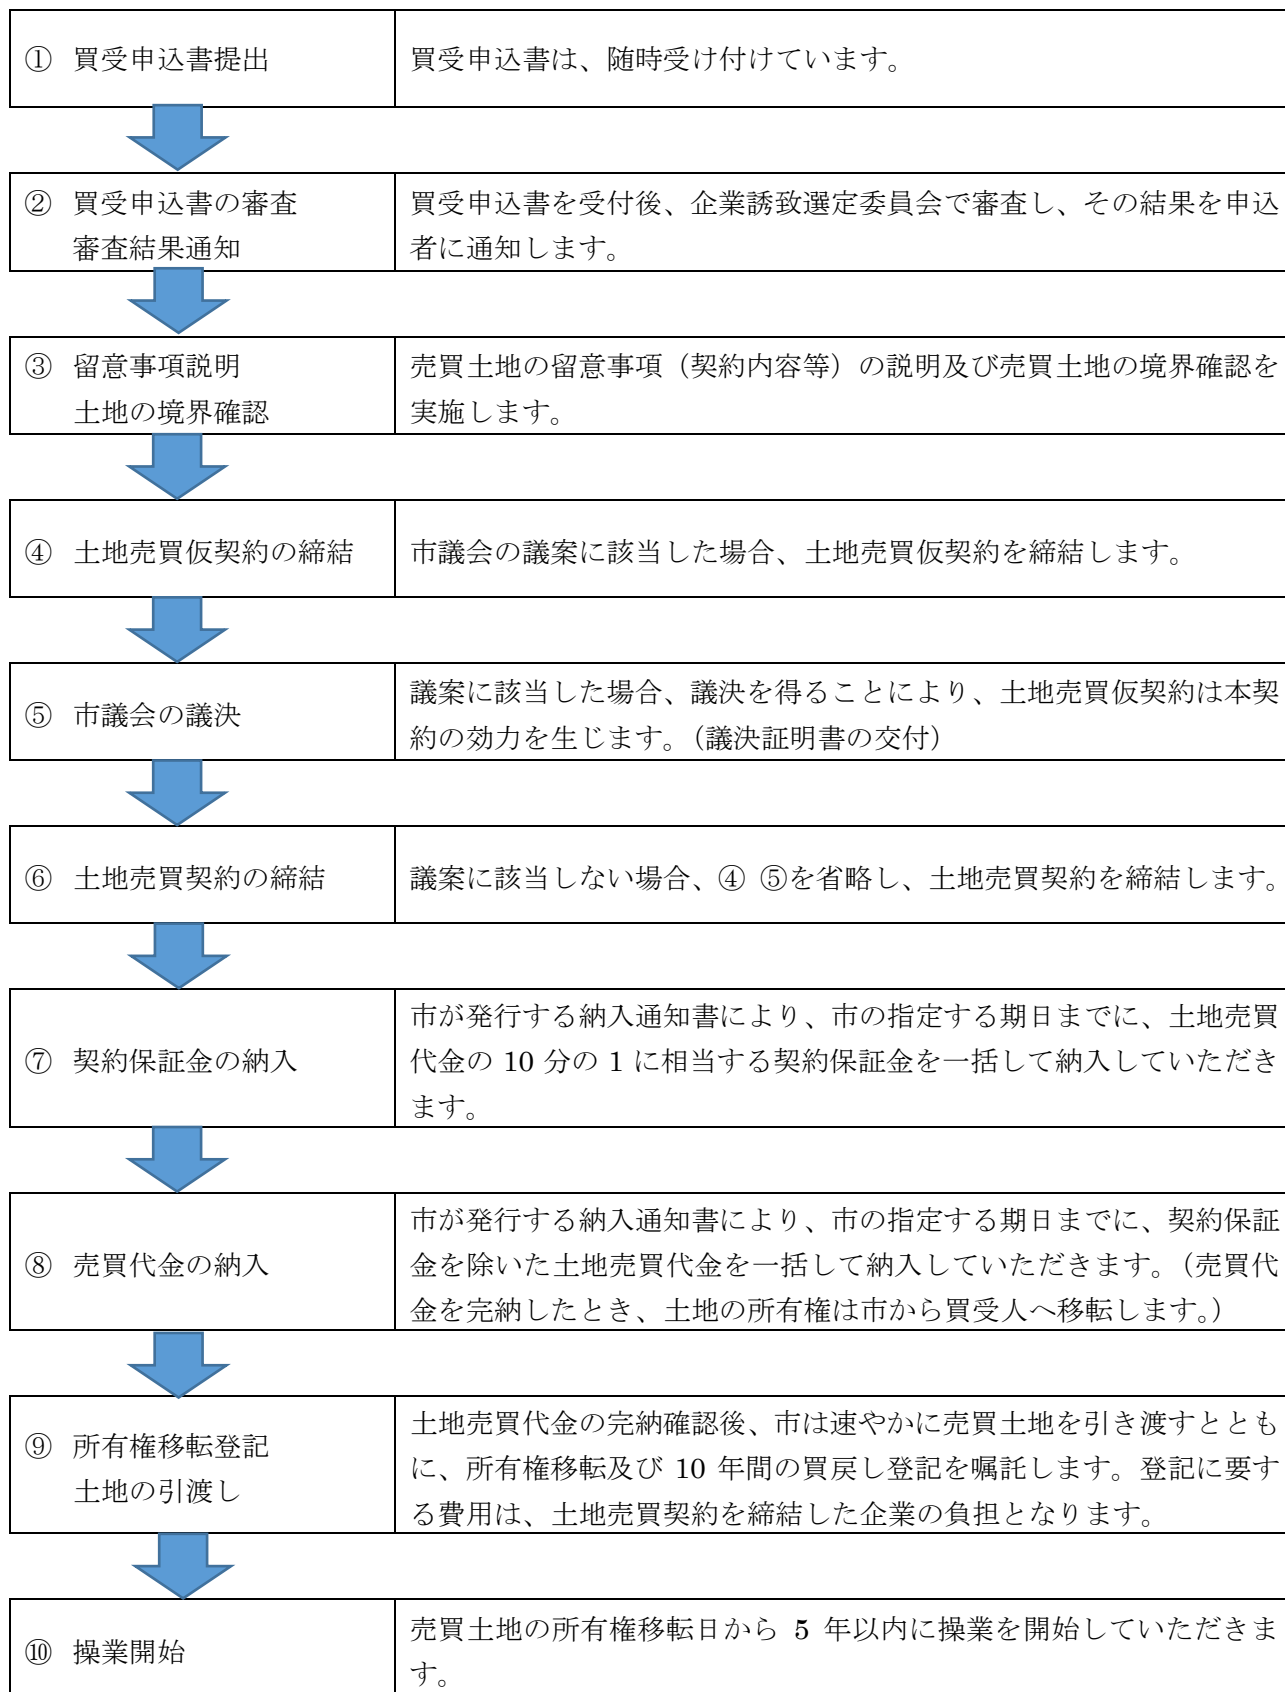 ① 買受申込書提出
買受申込書は、随時受け付けています。
② 買受申込書の審査
審査結果通知
買受申込書を受付後、企業誘致選定委員会で審査し、その結果を申込
者に通知します。
③ 留意事項説明
土地の境界確認
売買土地の留意事項（契約内容等）の説明及び売買土地の境界確認を
実施します。
④ 土地売買仮契約の締結
市議会の議案に該当した場合、土地売買仮契約を締結します。
⑤ 市議会の議決
議案に該当した場合、議決を得ることにより、土地売買仮契約は本契
約の効力を生じます。（議決証明書の交付）
⑥ 土地売買契約の締結
議案に該当しない場合、④ ⑤を省略し、土地売買契約を締結します。
⑦ 契約保証金の納入
市が発行する納入通知書により、市の指定する期日までに、土地売買
代金の 10 分の 1 に相当する契約保証金を一括して納入していただき
ます。
⑧ 売買代金の納入
市が発行する納入通知書により、市の指定する期日までに、契約保証
金を除いた土地売買代金を一括して納入していただきます。（売買代
金を完納したとき、土地の所有権は市から買受人へ移転します。）
⑨ 所有権移転登記
土地の引渡し
土地売買代金の完納確認後、市は速やかに売買土地を引き渡すととも
に、所有権移転及び 10 年間の買戻し登記を嘱託します。登記に要す
る費用は、土地売買契約を締結した企業の負担となります。
⑩ 操業開始
売買土地の所有権移転日から 5 年以内に操業を開始していただきま
す。